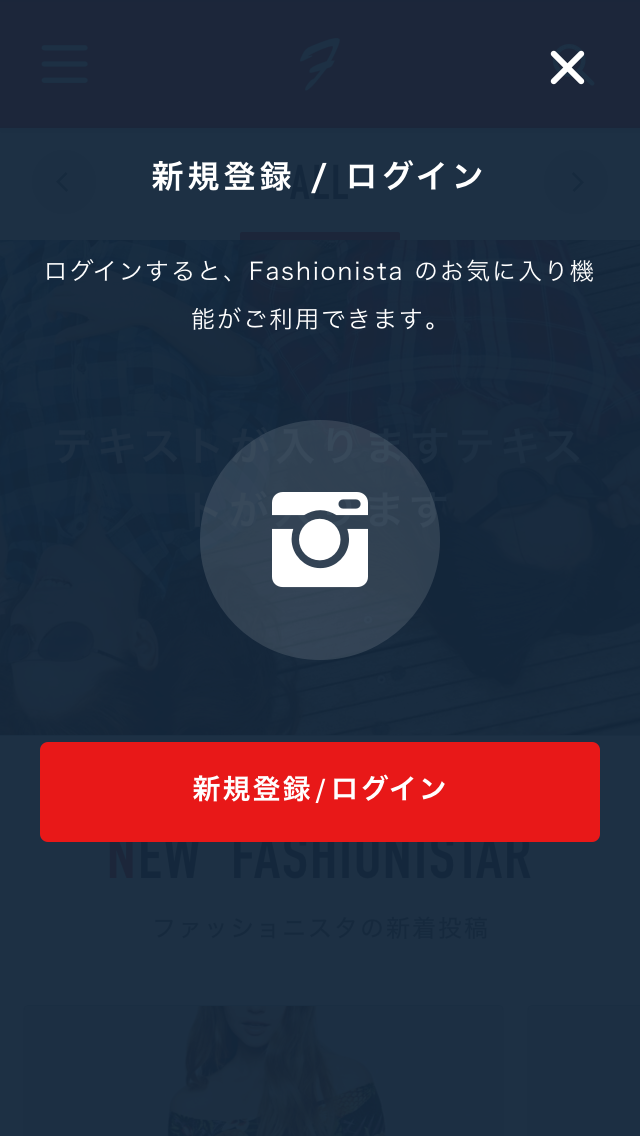 新規登録 / ログイン
ALL
ログインすると、Fashionista のお気に入り機
能がご利用できます。
テキストが入りますテキス
トが入ります
新規登録/ログイン
NEW FASHIONISTAR
ファッショニスタの新着投稿